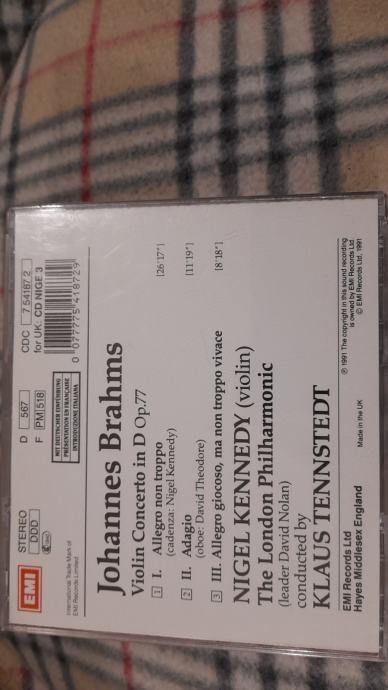 EMI
International Trade Mark of
EMI Records Limited
STEREO
DDD
D 567
F PM 518
MIT DEUTSCHER EINFÜHRUNG
PRÉSENTATION EN FRANÇAISE
INTRODUZIONE ITALIANA
CDC 7 54187 2
for UK: CD NIGE 3
0 077775 418729
Johannes Brahms
Violin Concerto in D Op.77
1 I. Allegro non troppo [26'17"]
(cadenza: Nigel Kennedy)
2 II. Adagio [11'19"]
(oboe: David Theodore)
3 III. Allegro giocoso, ma non troppo vivace [8'18"]
NIGEL KENNEDY (violin)
The London Philharmonic
(leader David Nolan)
conducted by
KLAUS TENNSTEDT
EMI Records Ltd
Hayes Middlesex England
Made in the UK
℗ 1991 The copyright in this sound recording
is owned by EMI Records Ltd.
© EMI Records Ltd, 1991